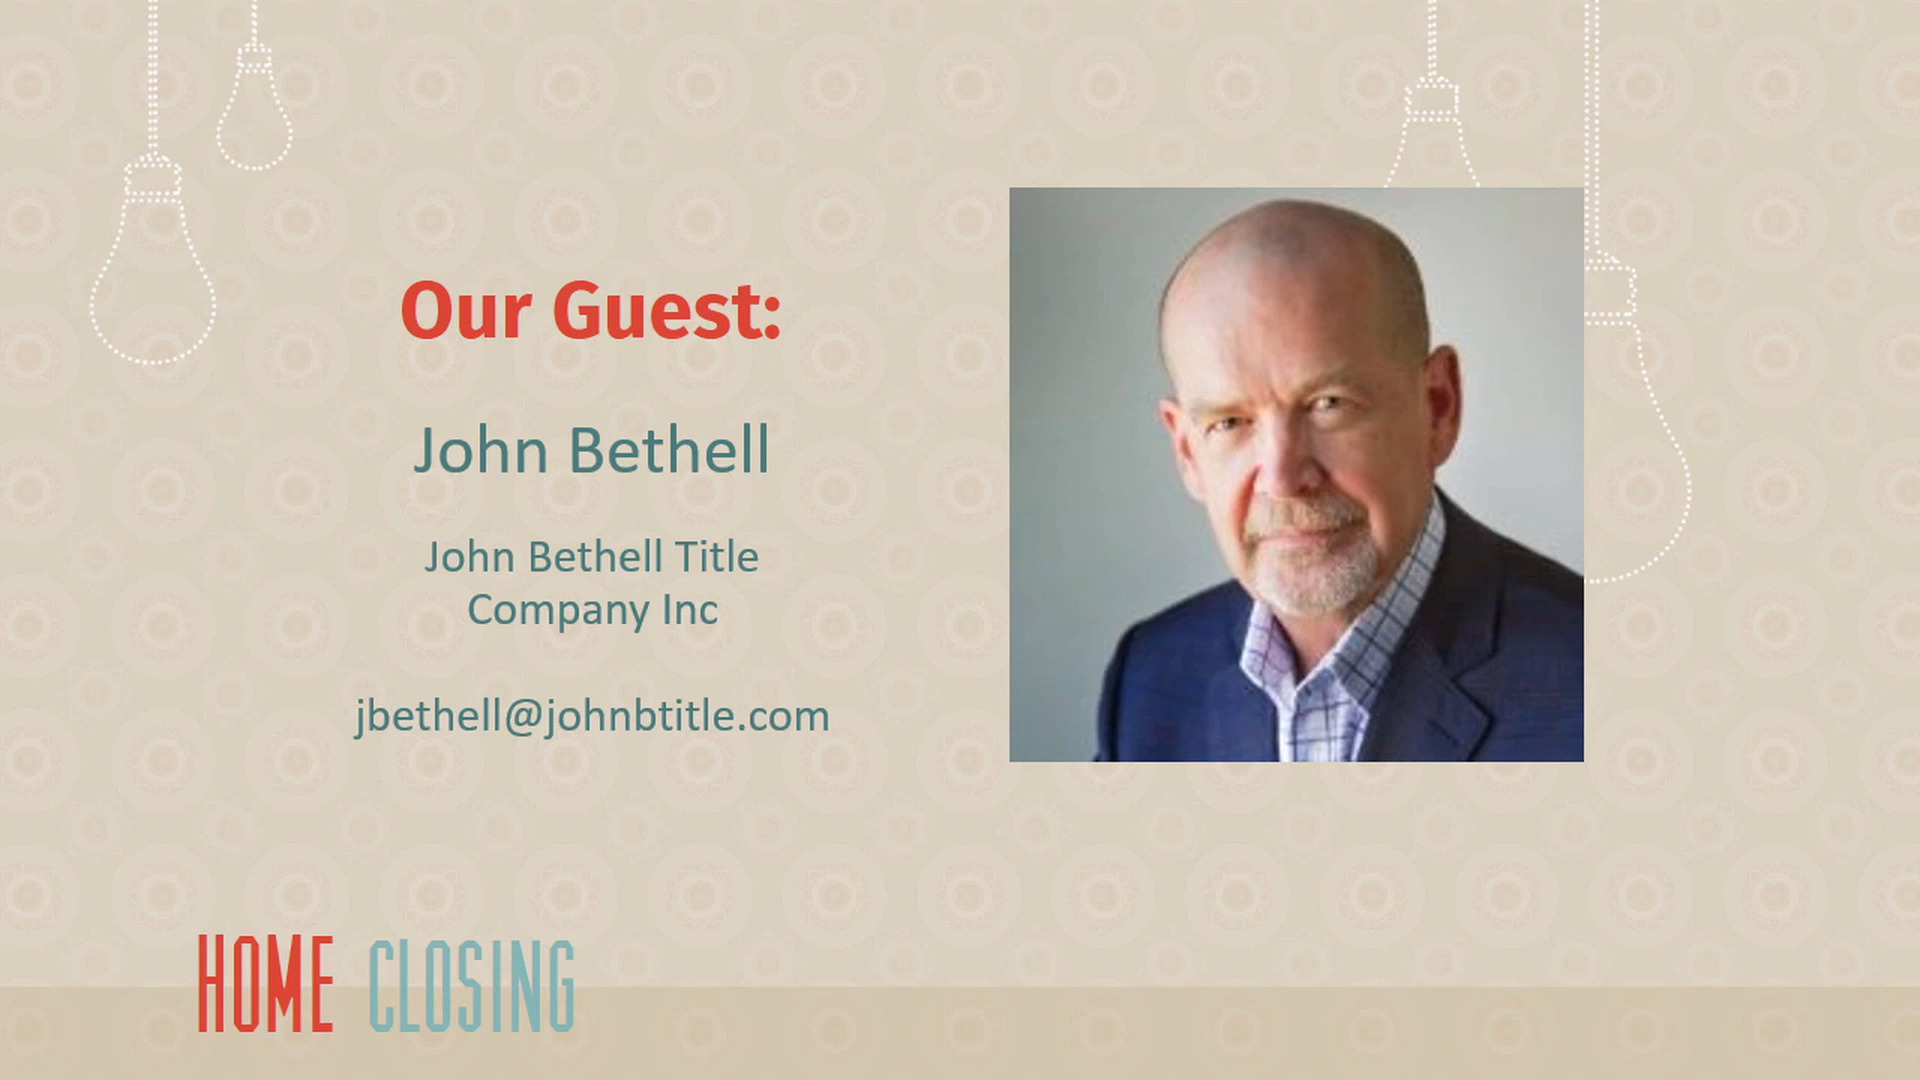 Our Guest:
John Bethell
John Bethell Title
Company Inc
jbethell@johnbtitle.com
HOME CLOSING